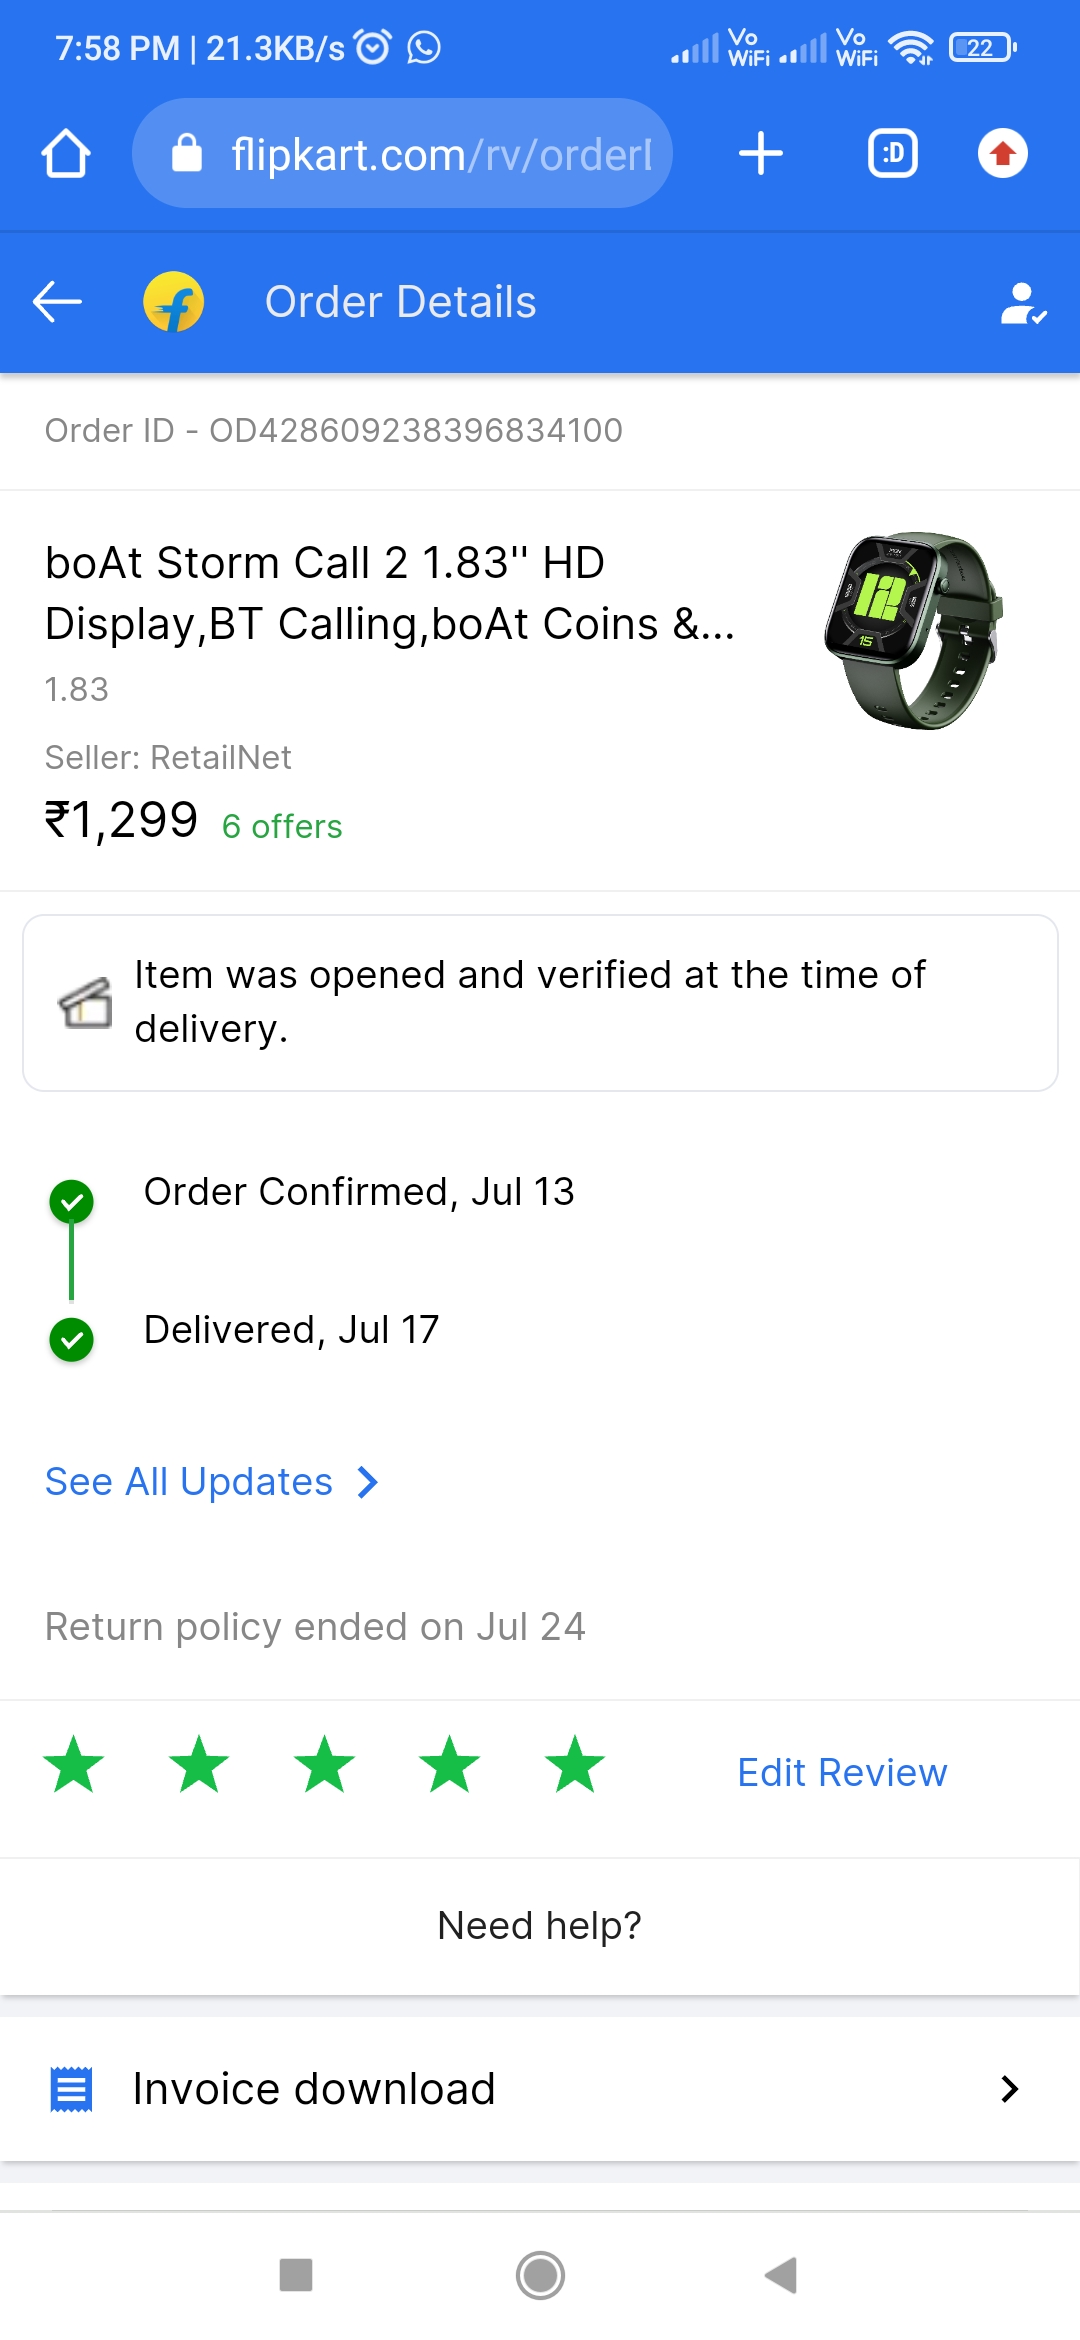 7:58 PM | 21.3KB/s
Vo WiFi Vo WiFi 22
flipkart.com/rv/order
:D
Order Details
Order ID - OD428609238396834100
boAt Storm Call 2 1.83'' HD
Display,BT Calling,boAt Coins &...
1.83
Seller: RetailNet
₹1,299 6 offers
Item was opened and verified at the time of
delivery.
Order Confirmed, Jul 13
Delivered, Jul 17
See All Updates
Return policy ended on Jul 24
Edit Review
Need help?
Invoice download